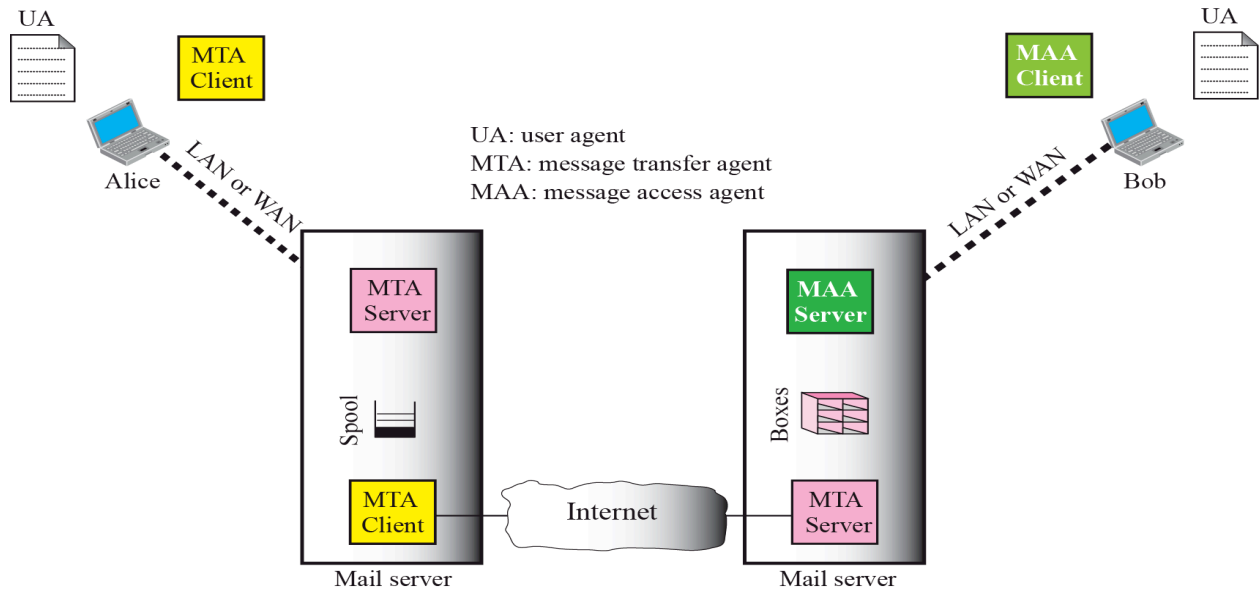 UA
MTA
Client
Alice
LAN or WAN
UA: user agent
MTA: message transfer agent
MAA: message access agent
MAA
Client
UA
Bob
LAN or WAN
MTA
Server
Spool
MTA
Client
Mail server
Internet
MAA
Server
Boxes
MTA
Server
Mail server